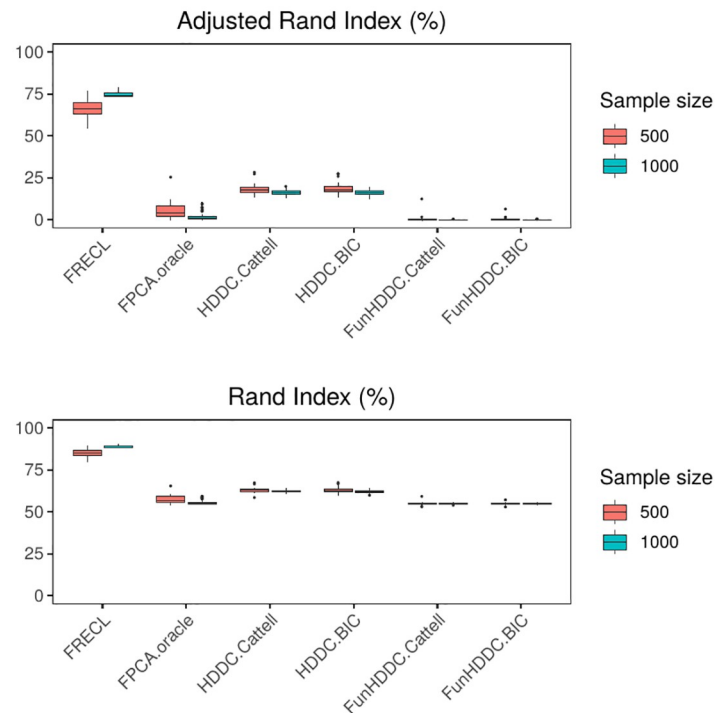 Adjusted Rand Index (%)
100
75
50
25
0
FRECL
FPCA.oracle
HDDC.Cattell
HDDC.BIC
FunHDDC.Cattell
FunHDDC.BIC
Sample size
500
1000
Rand Index (%)
100
75
50
25
0
FRECL
FPCA.oracle
HDDC.Cattell
HDDC.BIC
FunHDDC.Cattell
FunHDDC.BIC
Sample size
500
1000